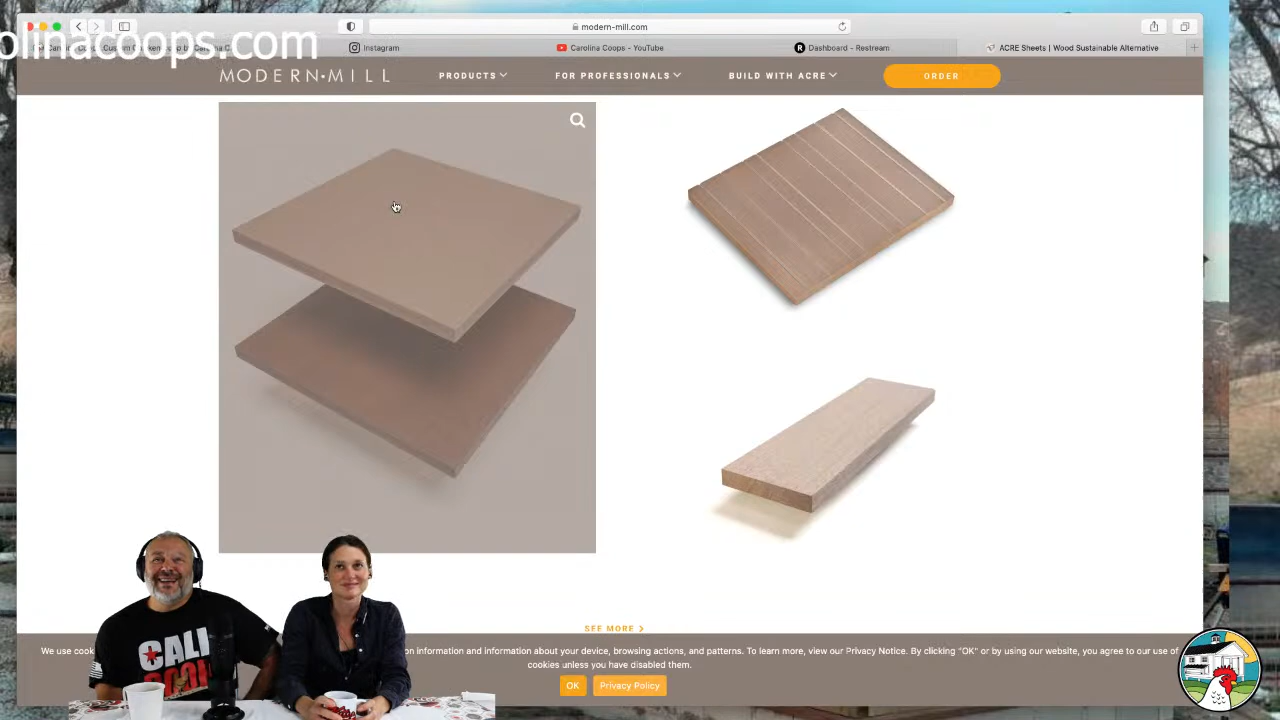 olinacoops.com
modern-mill.com
Instagram
Carolina Coops - YouTube
Dashboard - Restream
ACRE Sheets | Wood Sustainable Alternative
MODERN•MILL
PRODUCTS
FOR PROFESSIONALS
BUILD WITH ACRE
ORDER
SEE MORE >
We use cook
on information and information about your device, browsing actions, and patterns. To learn more, view our Privacy Notice. By clicking "OK" or by using our website, you agree to our use of
cookies unless you have disabled them.
OK
Privacy Policy
CALI
COOP